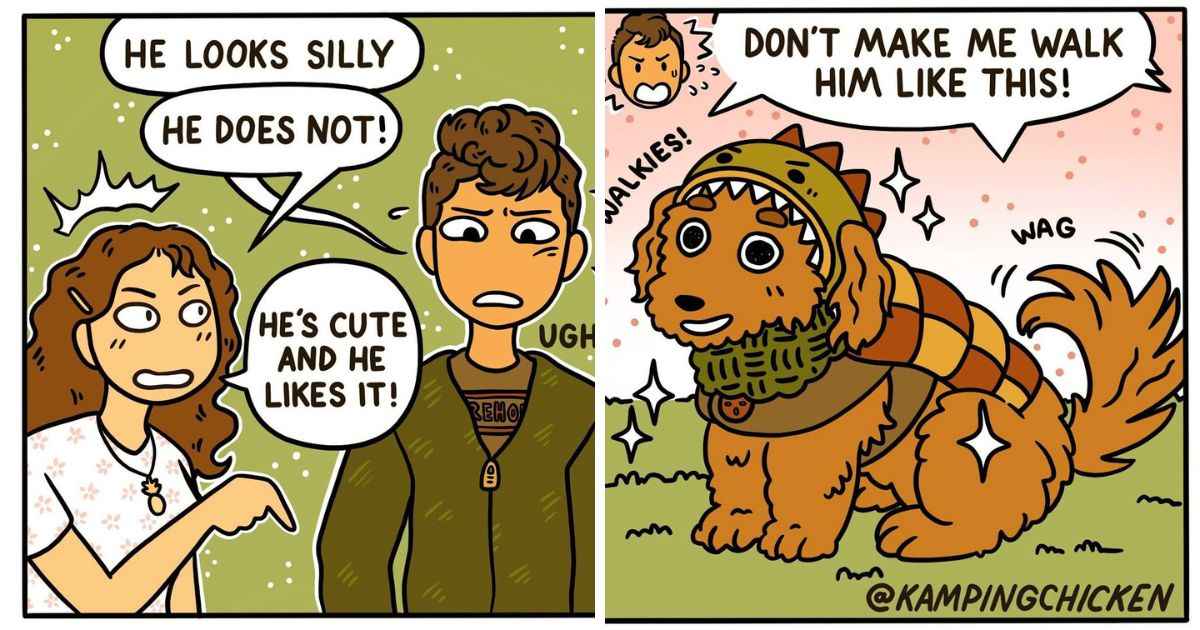 HE LOOKS SILLY
HE DOES NOT!
HE'S CUTE
AND HE
LIKES IT!
UGH
DON'T MAKE ME WALK
HIM LIKE THIS!
WALKIES!
WAG
@KAMPINGCHICKEN